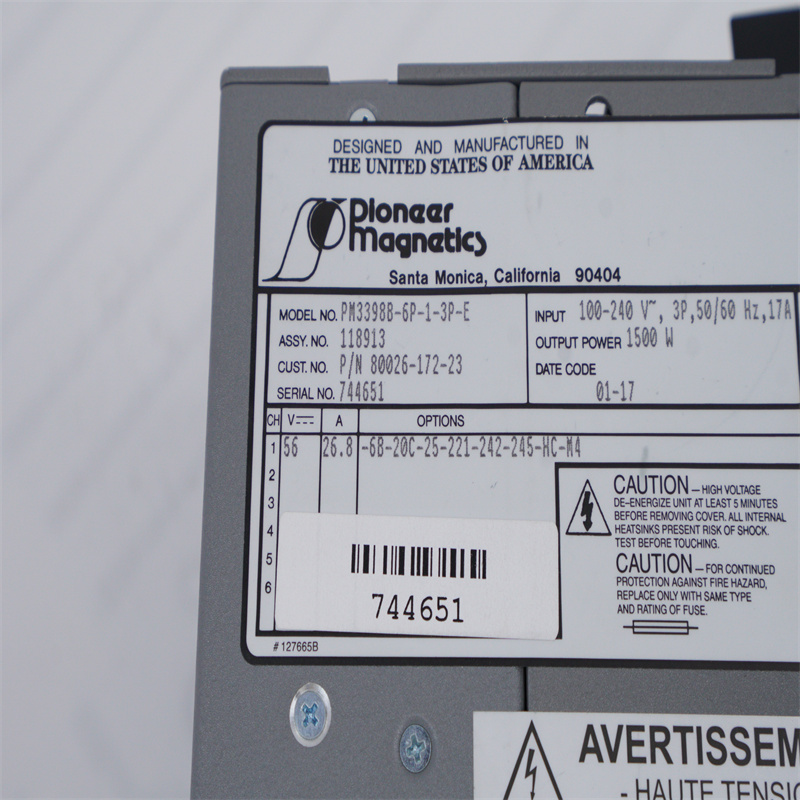 DESIGNED AND MANUFACTURED IN
THE UNITED STATES OF AMERICA
Pioneer
Magnetics
Santa Monica, California 90404
MODEL NO. PM3398B-6P-1-3P-E
ASSY. NO. 118913
CUST. NO. P/N 80026-172-23
SERIAL NO. 744651
INPUT 100-240 V~, 3P,50/60 Hz,17A
OUTPUT POWER 1500 W
DATE CODE
01-17
CH V A OPTIONS
1 56 26.8 -6B-20C-25-221-242-245-HC-M4
2
3
4
5
6
744651
CAUTION – HIGH VOLTAGE
DE-ENERGIZE UNIT AT LEAST 5 MINUTES
BEFORE REMOVING COVER. ALL INTERNAL
HEATSINKS PRESENT RISK OF SHOCK.
TEST BEFORE TOUCHING.
CAUTION – FOR CONTINUED
PROTECTION AGAINST FIRE HAZARD,
REPLACE ONLY WITH SAME TYPE
AND RATING OF FUSE.
# 127665B
AVERTISSEM
- HAUTE TENSIO